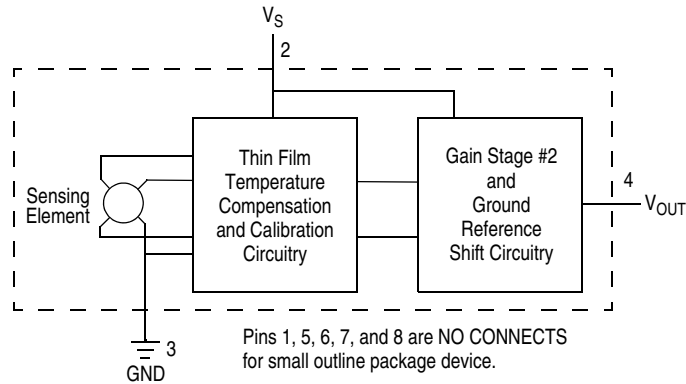 VS
2
Thin Film
Temperature
Compensation
and Calibration
Circuitry
Gain Stage #2
and
Ground
Reference
Shift Circuitry
Sensing
Element
4
VOUT
3
GND
Pins 1, 5, 6, 7, and 8 are NO CONNECTS
for small outline package device.